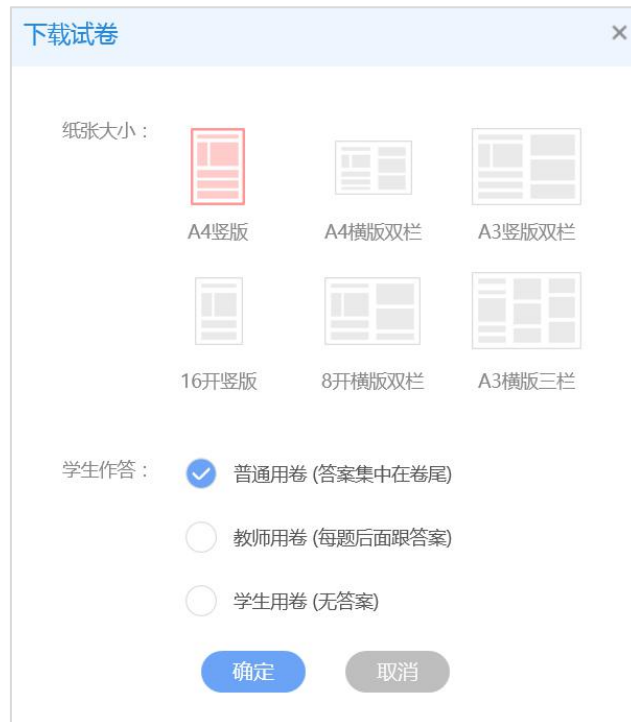 下载试卷
×
纸张大小：
A4竖版 A4横版双栏 A3竖版双栏
16开竖版 8开横版双栏 A3横版三栏
学生作答：
普通用卷 (答案集中在卷尾)
教师用卷 (每题后面跟答案)
学生用卷 (无答案)
确定 取消